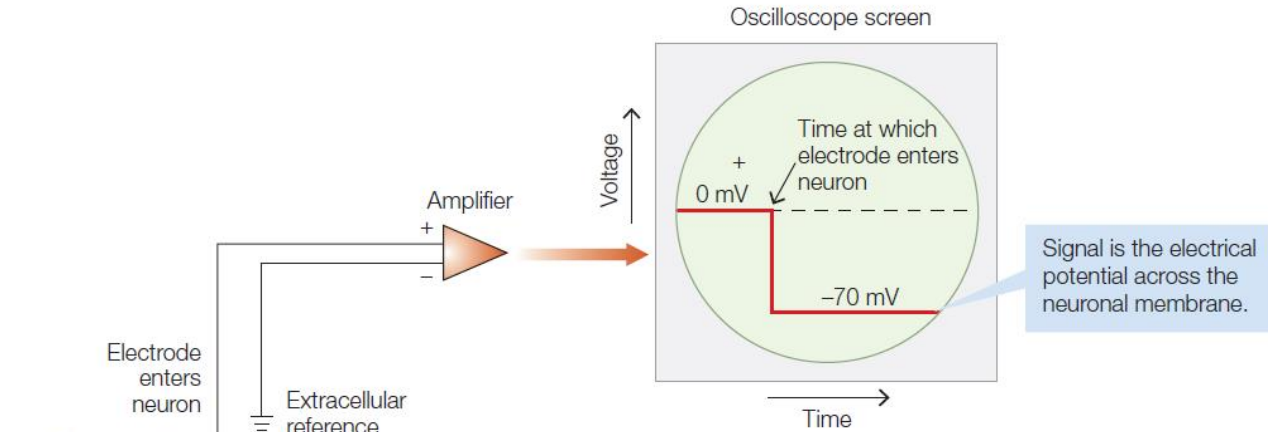 Oscilloscope screen
Voltage
+
0 mV
Time at which
electrode enters
neuron
–70 mV
Time
Signal is the electrical
potential across the
neuronal membrane.
Amplifier
+
–
Electrode
enters
neuron
Extracellular
reference